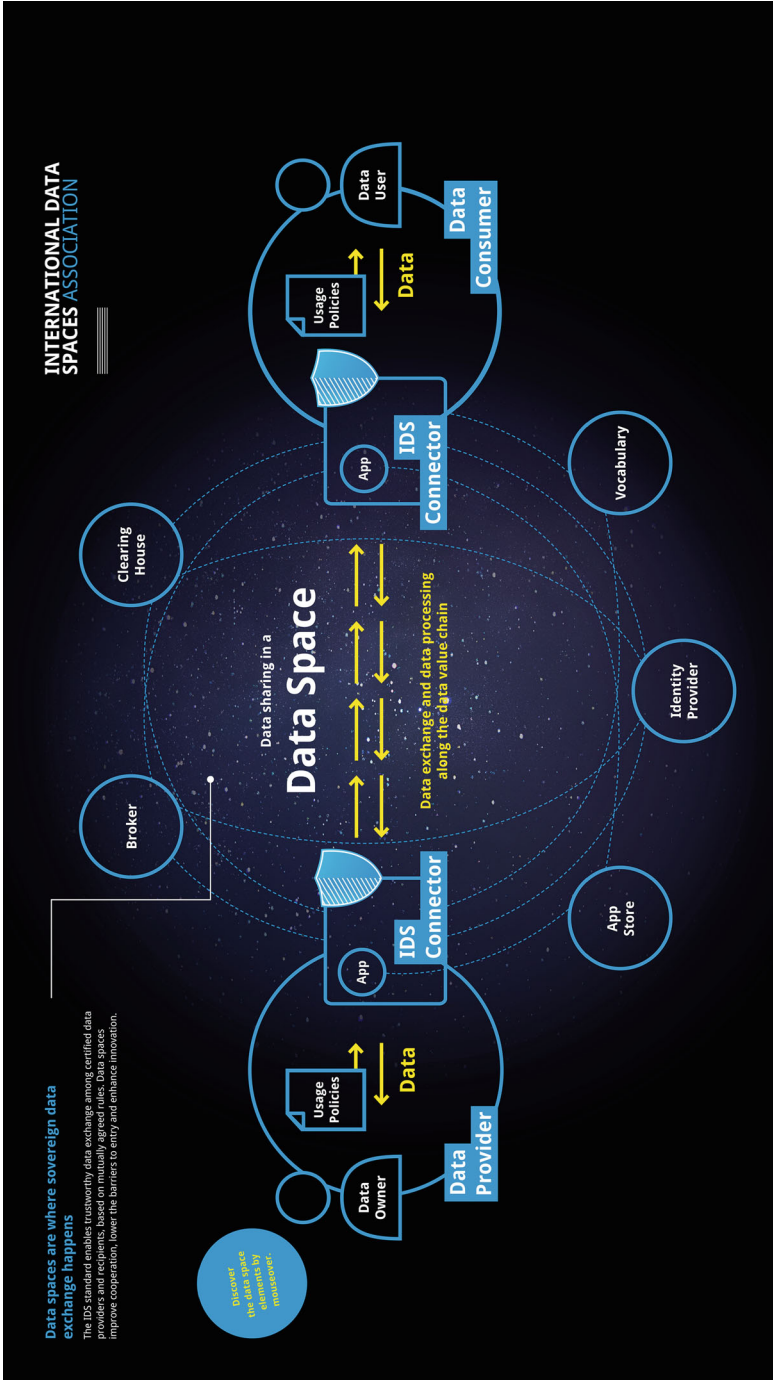 Data spaces are where sovereign data
exchange happens
The IDS standard enables trustworthy data exchange among certified data
providers and recipients, based on mutually agreed rules. Data spaces
improve cooperation, lower the barriers to entry and enhance innovation.
INTERNATIONAL DATA
SPACES ASSOCIATION
Broker
Clearing
House
Discover
the data space
elements by
mouseover.
Data sharing in a
Data Space
Data
Owner
Usage
Policies
Data
App
IDS
Connector
Data
Provider
Data exchange and data processing
along the data value chain
App
IDS
Connector
Usage
Policies
Data
Data
User
Data
Consumer
App
Store
Identity
Provider
Vocabulary